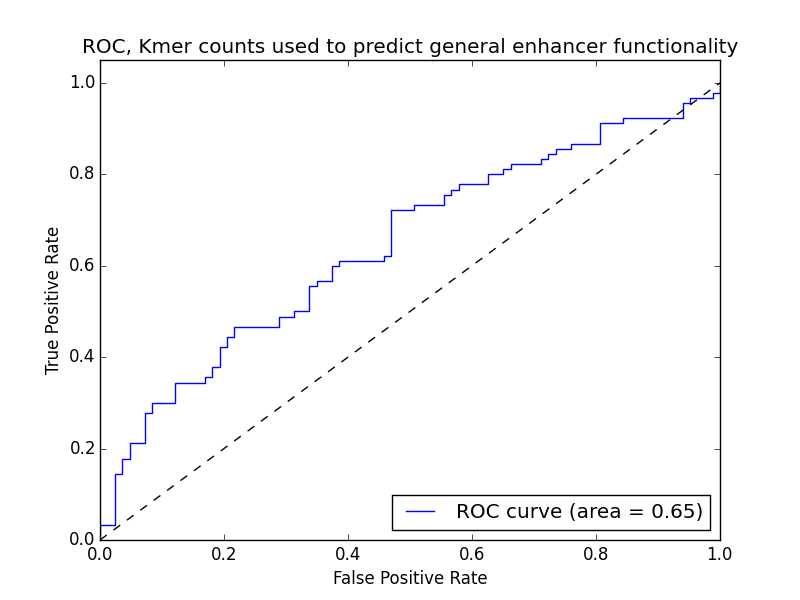 ROC, Kmer counts used to predict general enhancer functionality
1.0
0.8
0.6
0.4
0.2
0.0
True Positive Rate
ROC curve (area = 0.65)
0.0 0.2 0.4 0.6 0.8 1.0
False Positive Rate